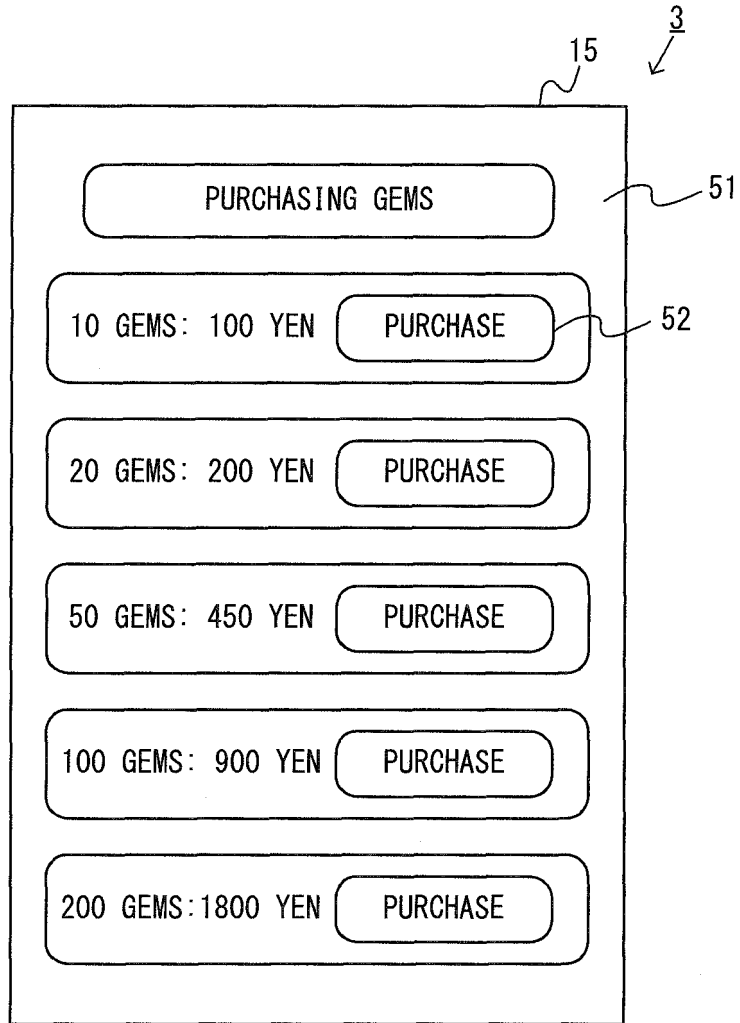 3
15
PURCHASING GEMS
51
10 GEMS: 100 YEN PURCHASE
52
20 GEMS: 200 YEN PURCHASE
50 GEMS: 450 YEN PURCHASE
100 GEMS: 900 YEN PURCHASE
200 GEMS:1800 YEN PURCHASE